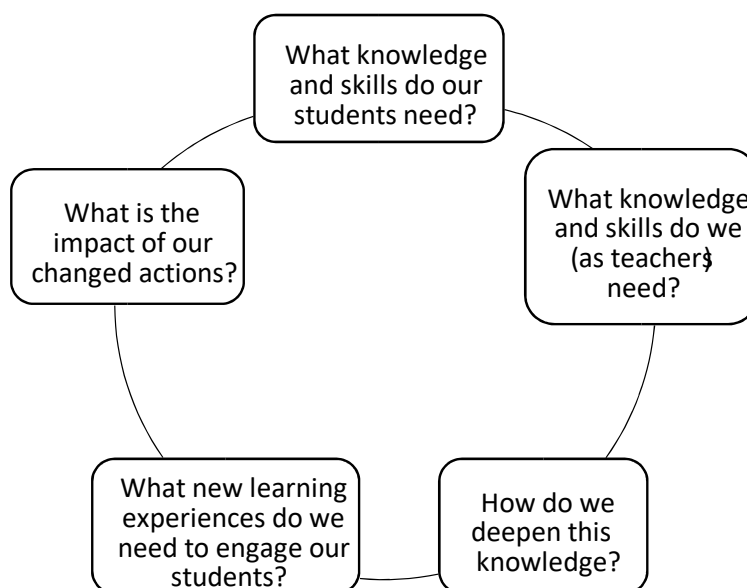 What knowledge
and skills do our
students need?
What knowledge
and skills do we
(as teachers)
need?
How do we
deepen this
knowledge?
What new learning
experiences do we
need to engage our
students?
What is the
impact of our
changed actions?